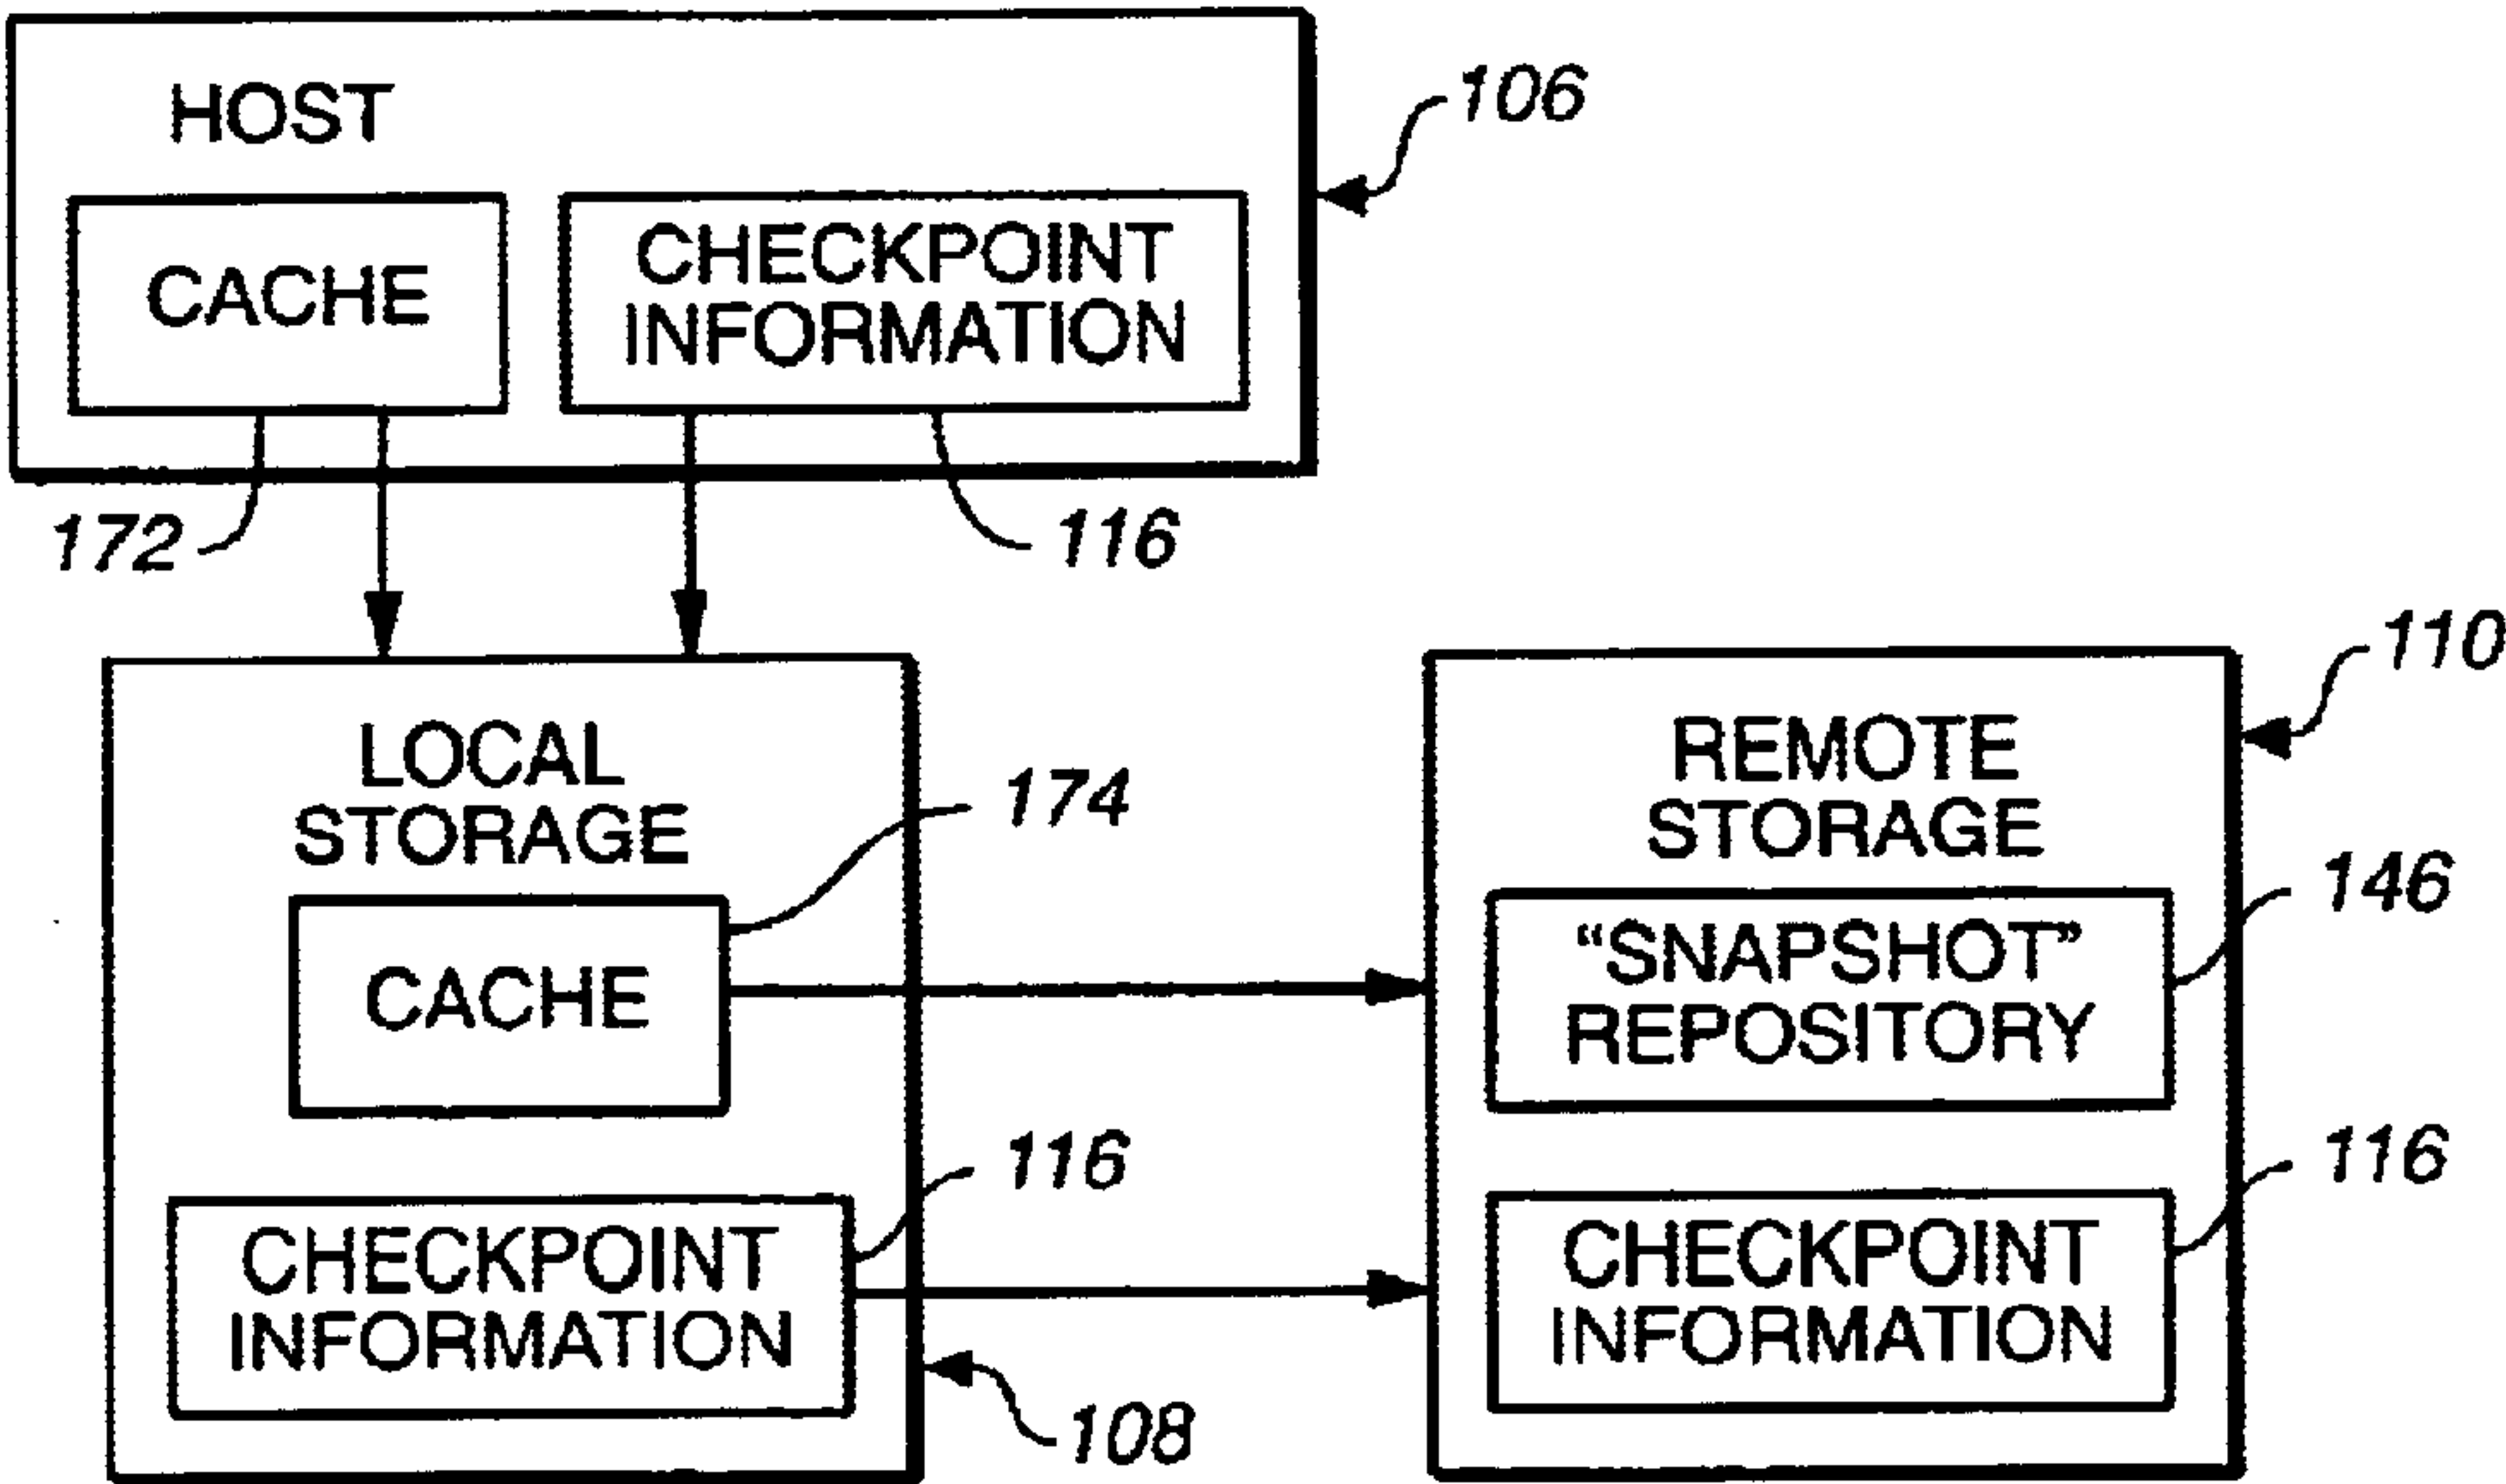 HOST
106
CACHE
CHECKPOINT
INFORMATION
172
116
110
LOCAL
STORAGE
174
CACHE
116
CHECKPOINT
INFORMATION
108
REMOTE
STORAGE
146
“SNAPSHOT”
REPOSITORY
116
CHECKPOINT
INFORMATION